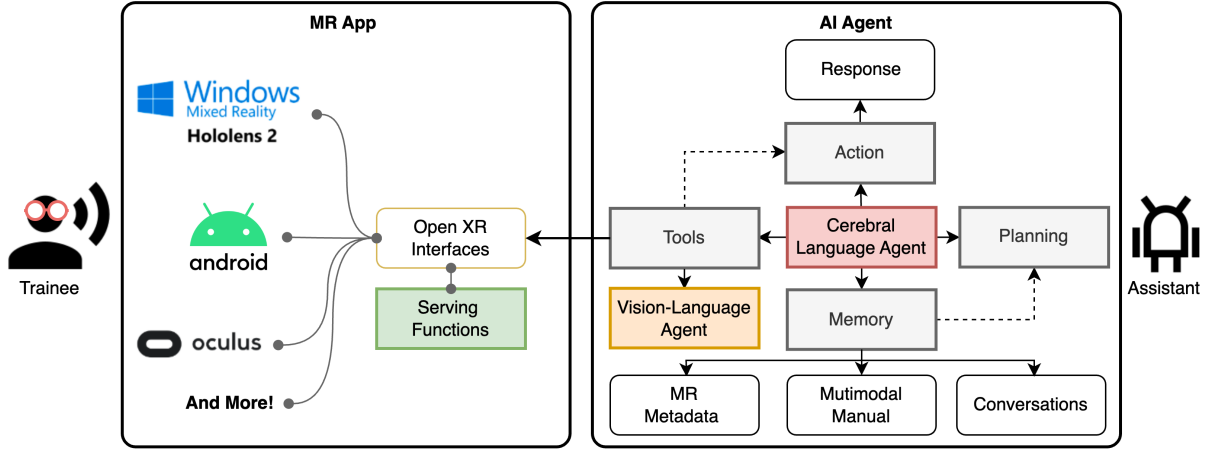 MR App
Windows
Mixed Reality
Hololens 2
android
oculus
And More!
Open XR
Interfaces
Serving
Functions
Trainee
AI Agent
Response
Action
Tools
Cerebral
Language Agent
Planning
Vision-Language
Agent
Memory
MR
Metadata
Mutimodal
Manual
Conversations
Assistant